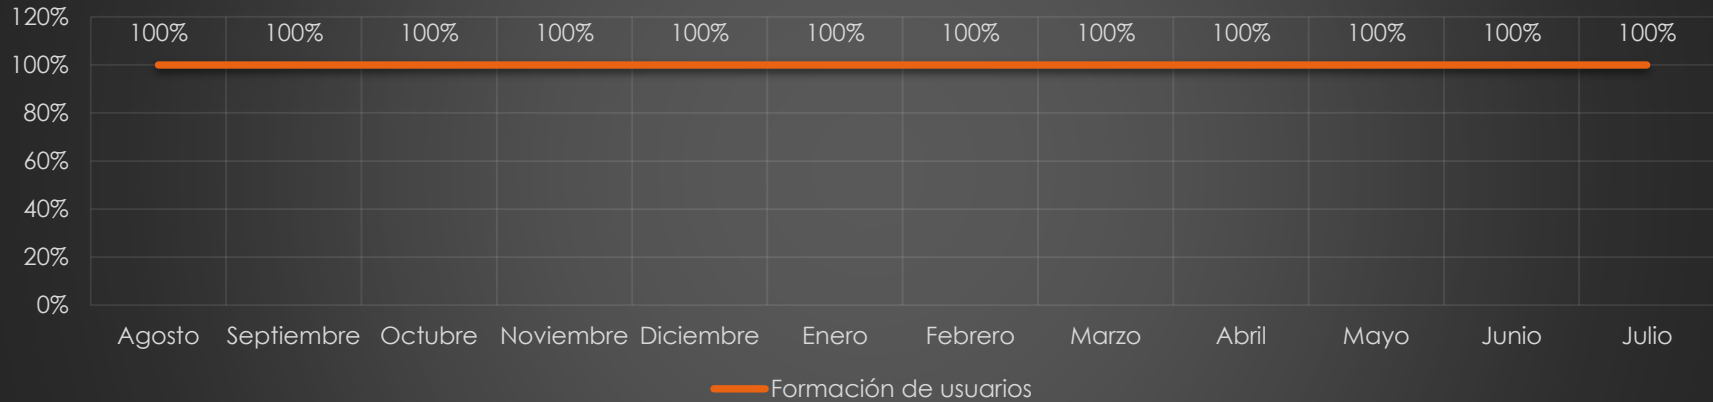 120%
100% 100% 100% 100% 100% 100% 100% 100% 100% 100% 100% 100%
100%
80%
60%
40%
20%
0%
Agosto Septiembre Octubre Noviembre Diciembre Enero Febrero Marzo Abril Mayo Junio Julio
Formación de usuarios